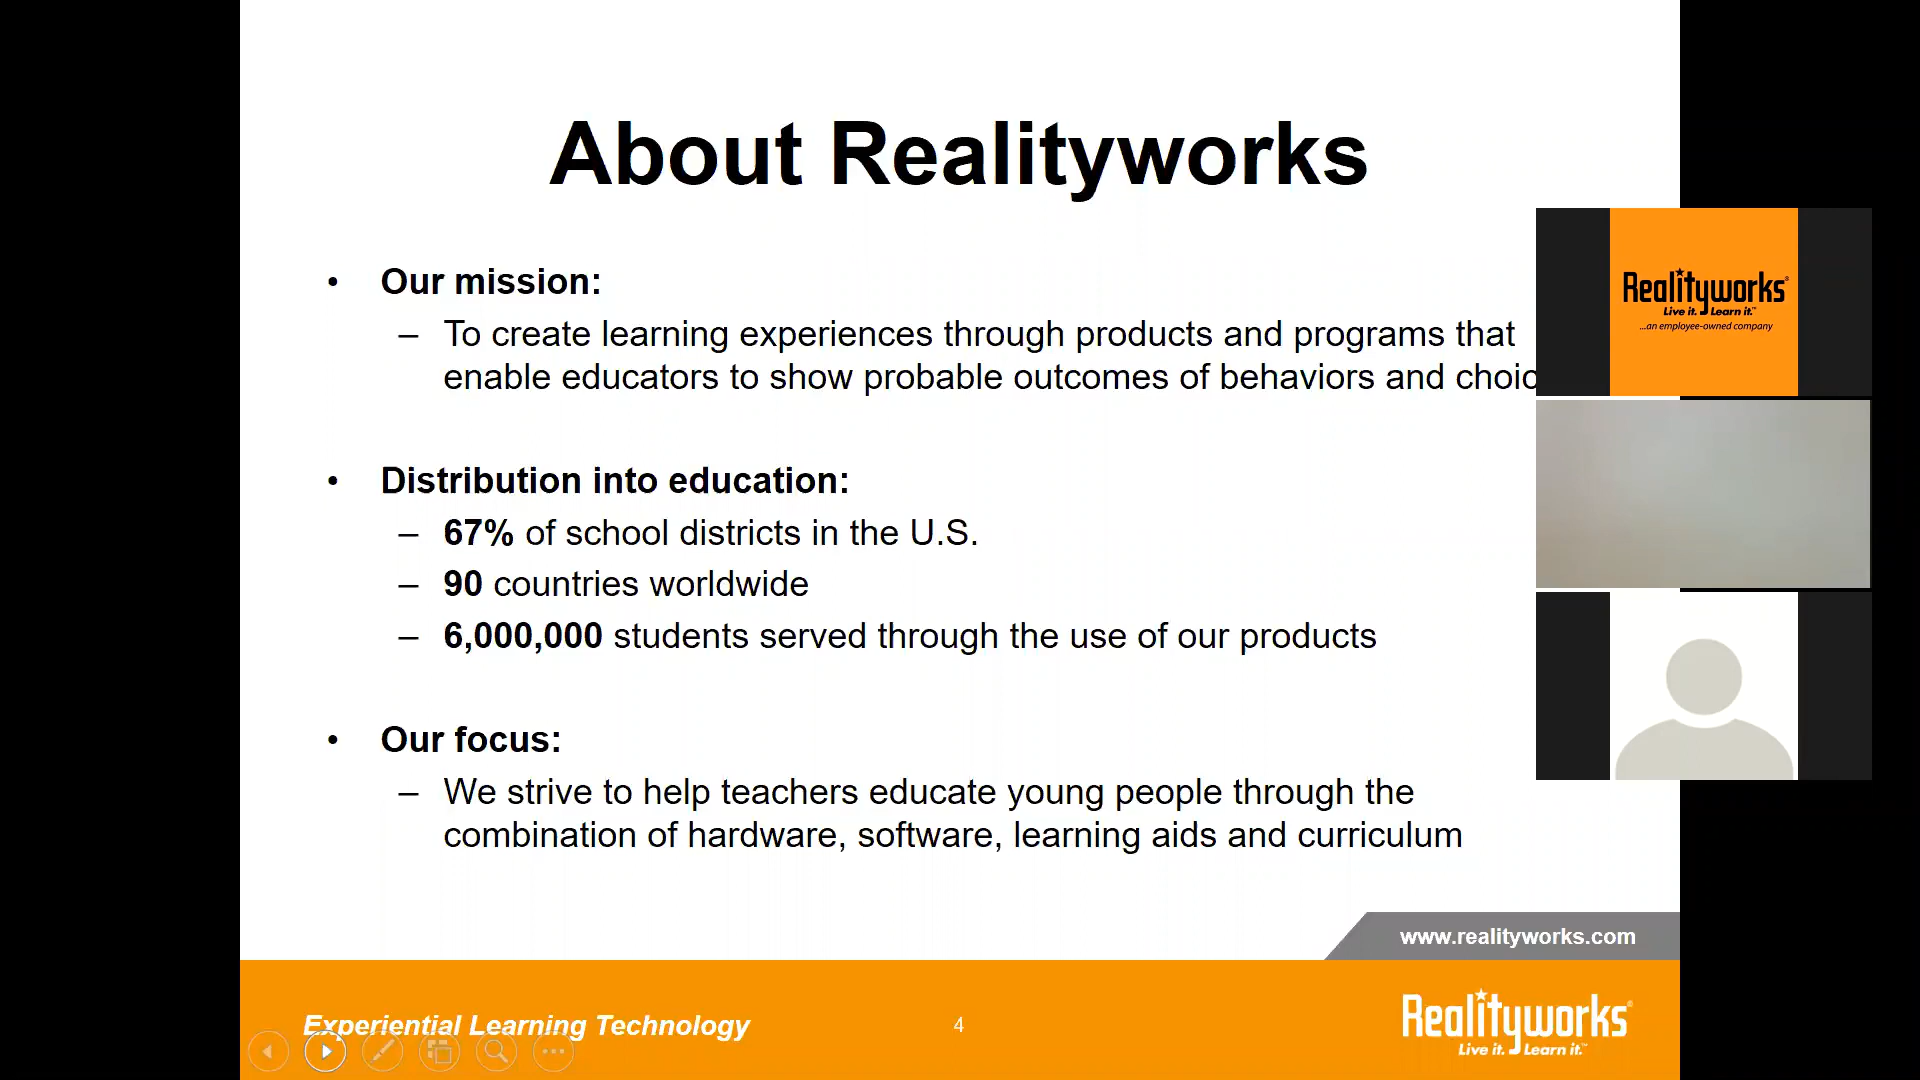 About Realityworks
• Our mission:
– To create learning experiences through products and programs that
enable educators to show probable outcomes of behaviors and choic
• Distribution into education:
– 67% of school districts in the U.S.
– 90 countries worldwide
– 6,000,000 students served through the use of our products
• Our focus:
– We strive to help teachers educate young people through the
combination of hardware, software, learning aids and curriculum
Realityworks®
Live it. Learn it.™
...an employee-owned company
www.realityworks.com
Experiential Learning Technology
4
Realityworks®
Live it. Learn it.™